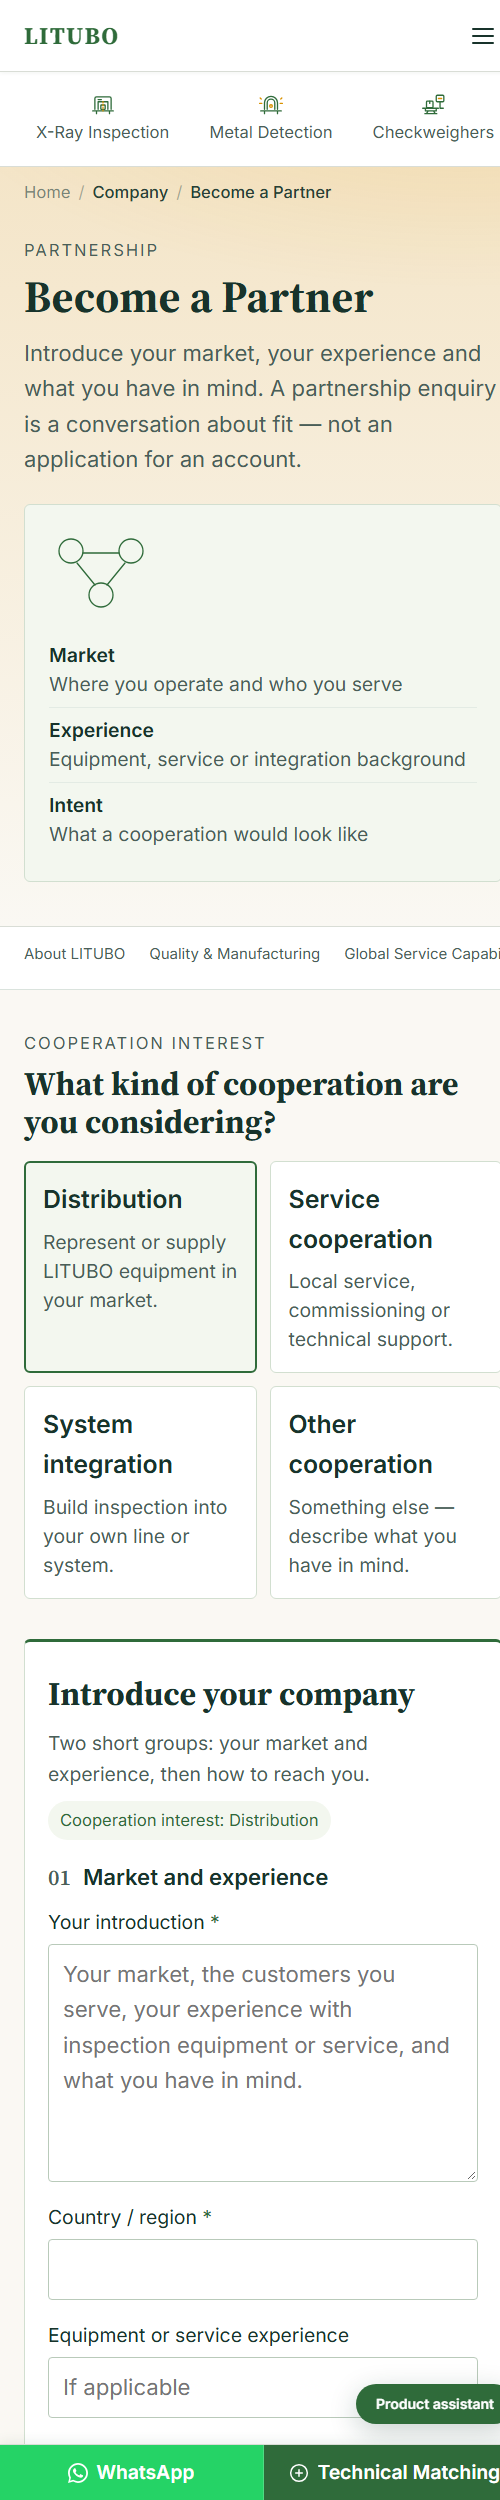 LITUBO
X-Ray Inspection Metal Detection Checkweighers
Home / Company / Become a Partner
PARTNERSHIP
Become a Partner
Introduce your market, your experience and
what you have in mind. A partnership enquiry
is a conversation about fit — not an
application for an account.
Market
Where you operate and who you serve
Experience
Equipment, service or integration background
Intent
What a cooperation would look like
About LITUBO Quality & Manufacturing Global Service Capabi
COOPERATION INTEREST
What kind of cooperation are
you considering?
Distribution
Represent or supply
LITUBO equipment in
your market.
Service
cooperation
Local service,
commissioning or
technical support.
System
integration
Build inspection into
your own line or
system.
Other
cooperation
Something else —
describe what you
have in mind.
Introduce your company
Two short groups: your market and
experience, then how to reach you.
Cooperation interest: Distribution
01 Market and experience
Your introduction *
Your market, the customers you
serve, your experience with
inspection equipment or service, and
what you have in mind.
Country / region *
Equipment or service experience
If applicable
Product assistant
WhatsApp Technical Matching